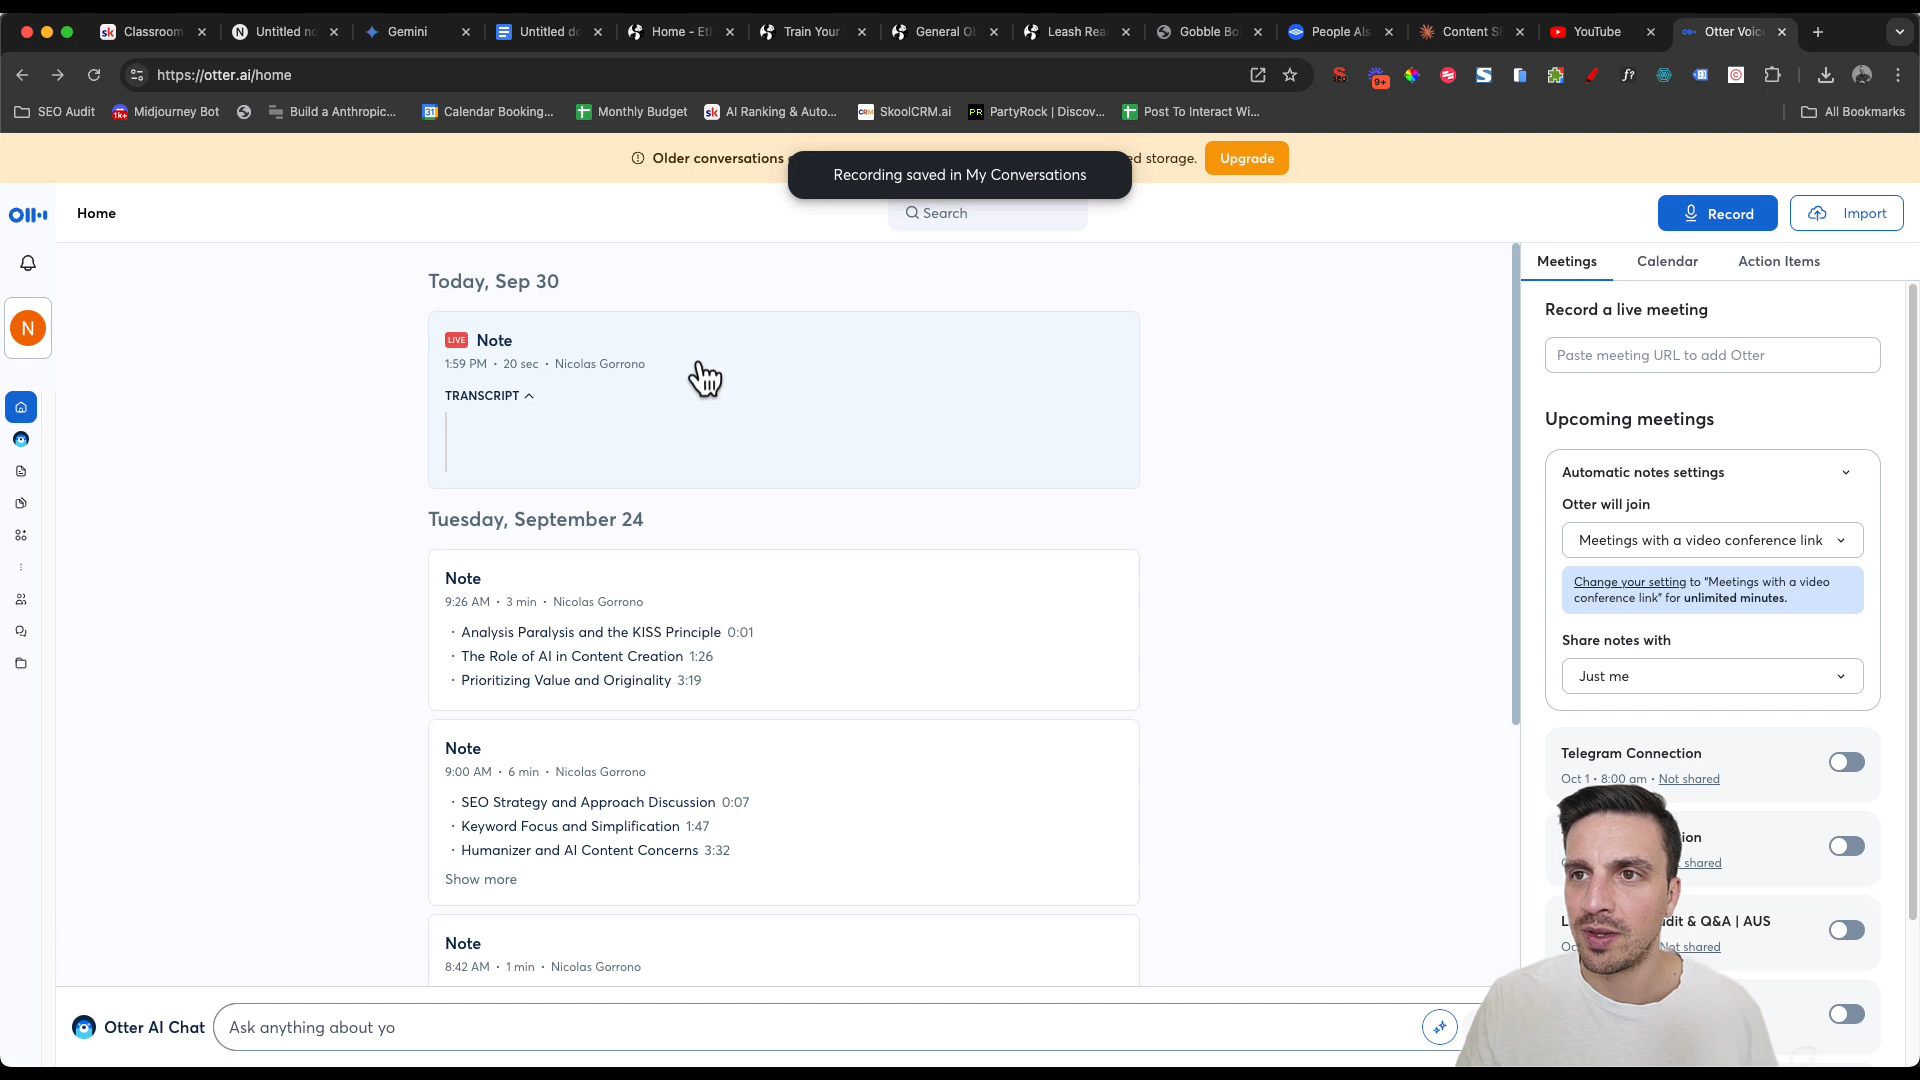 Classroom
Untitled no
Gemini
Untitled do
Home - Et
Train Your
General Ob
Leash Rea
Gobble Bo
People Als
Content S
YouTube
Otter Voic
https://otter.ai/home
9+
f?
SEO Audit
1k+
Midjourney Bot
Build a Anthropic...
31
Calendar Booking...
Monthly Budget
sk
AI Ranking & Auto...
CRM
SkoolCRM.ai
PR
PartyRock | Discov...
Post To Interact Wi...
All Bookmarks
Older conversations
ed storage.
Upgrade
Recording saved in My Conversations
Home
Search
Record
Import
N
Today, Sep 30
LIVE Note
1:59 PM • 20 sec • Nicolas Gorrono
TRANSCRIPT
Tuesday, September 24
Note
9:26 AM • 3 min • Nicolas Gorrono
· Analysis Paralysis and the KISS Principle 0:01
· The Role of AI in Content Creation 1:26
· Prioritizing Value and Originality 3:19
Note
9:00 AM • 6 min • Nicolas Gorrono
· SEO Strategy and Approach Discussion 0:07
· Keyword Focus and Simplification 1:47
· Humanizer and AI Content Concerns 3:32
Show more
Note
8:42 AM • 1 min • Nicolas Gorrono
Otter AI Chat
Ask anything about yo
Meetings
Calendar
Action Items
Record a live meeting
Paste meeting URL to add Otter
Upcoming meetings
Automatic notes settings
Otter will join
Meetings with a video conference link
Change your setting to "Meetings with a video
conference link" for unlimited minutes.
Share notes with
Just me
Telegram Connection
Oct 1 • 8:00 am • Not shared
ion
shared
L
dit & Q&A | AUS
Oc
Not shared